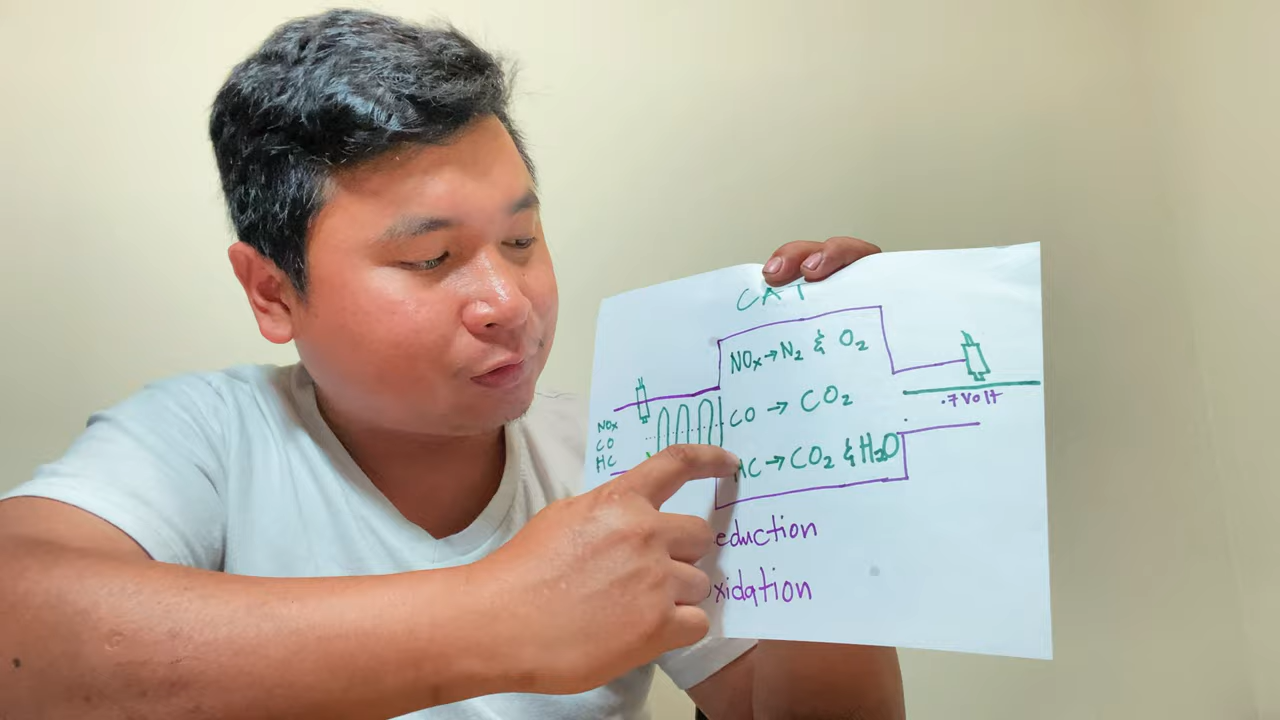 CAT
NOx → N2 & O2
NOx
CO
HC
CO → CO2
HC → CO2 & H2O
.7 Volt
eduction
xidation